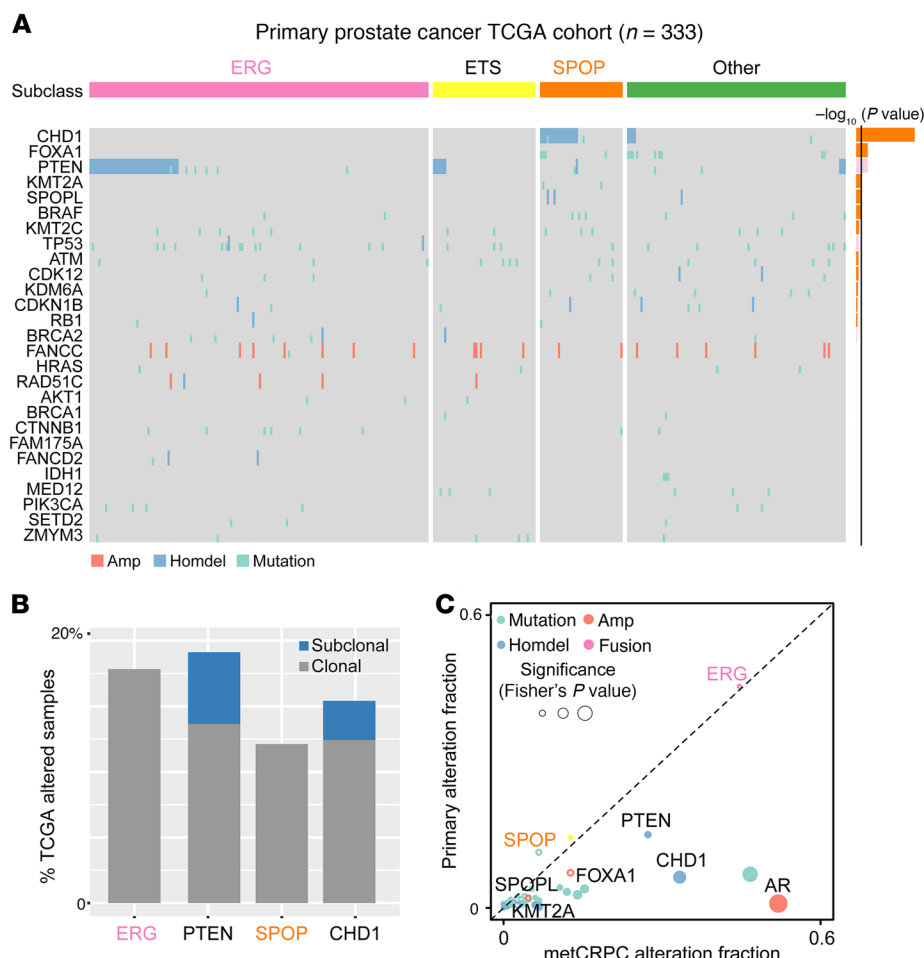 A
Primary prostate cancer TCGA cohort (n = 333)
ERG ETS SPOP Other
Subclass
–log10 (P value)
CHD1
FOXA1
PTEN
KMT2A
SPOPL
BRAF
KMT2C
TP53
ATM
CDK12
KDM6A
CDKN1B
RB1
BRCA2
FANCC
HRAS
RAD51C
AKT1
BRCA1
CTNNB1
FAM175A
FANCD2
IDH1
MED12
PIK3CA
SETD2
ZMYM3
Amp Homdel Mutation
B
20%
Subclonal
Clonal
% TCGA altered samples
0
ERG PTEN SPOP CHD1
C
0.6
Mutation Amp
Homdel Fusion
Significance
(Fisher's P value)
ERG
Primary alteration fraction
PTEN
SPOP
CHD1
FOXA1
SPOPL
AR
KMT2A
0
0 0.6
metCRPC alteration fraction